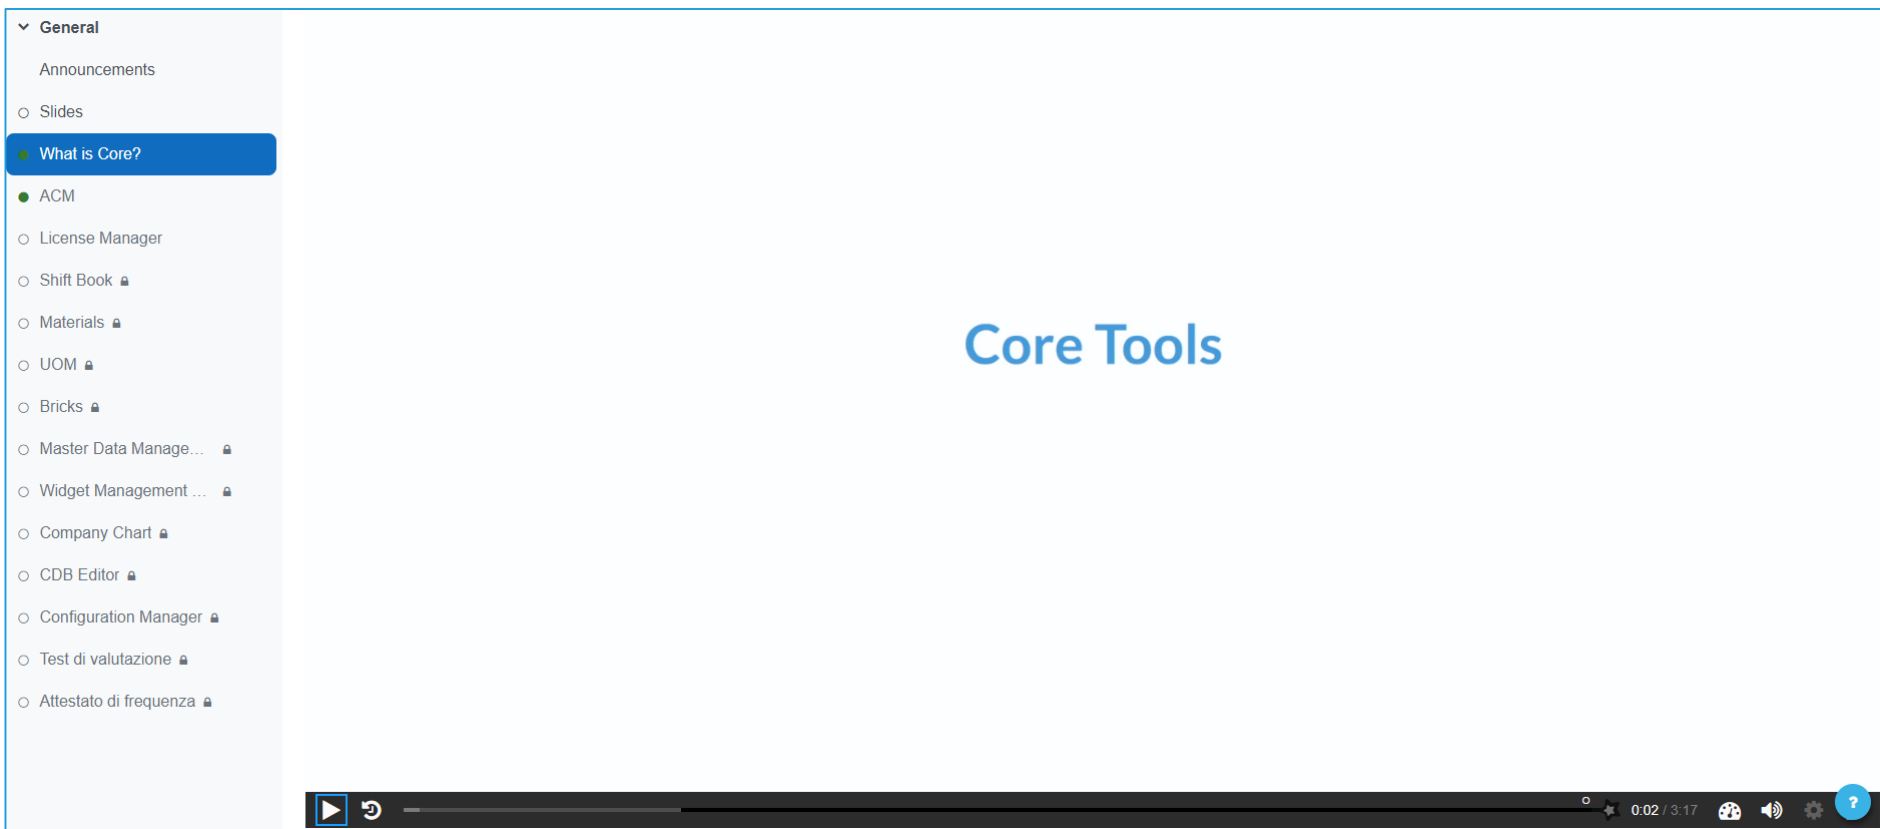 General
Announcements
Slides
What is Core?
ACM
License Manager
Shift Book
Materials
UOM
Bricks
Master Data Manage...
Widget Management ...
Company Chart
CDB Editor
Configuration Manager
Test di valutazione
Attestato di frequenza
Core Tools
0:02 / 3:17
?